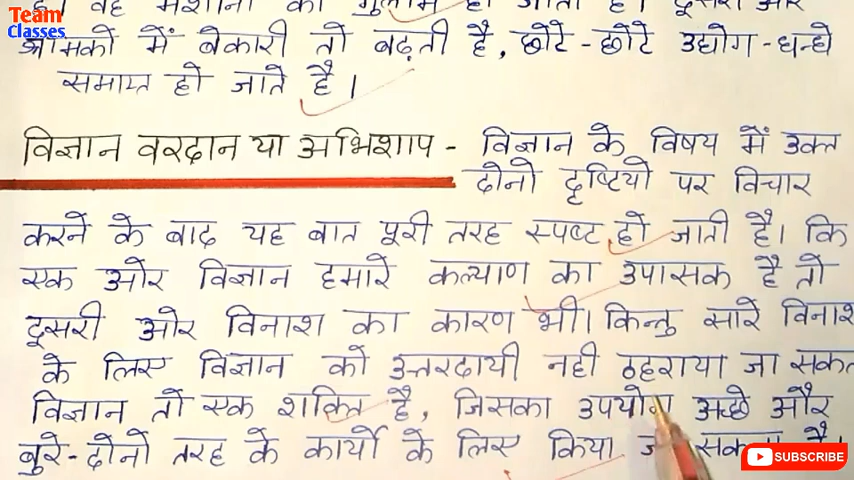 Team
Classes
है। वह मशीनो का गुलाम हो जाता है। दूसरी ओर
श्रामको में बेकारी तो बढ़ती है, छोटे-छोटे उद्योग-धन्धे
समाप्त हो जाते है।
विज्ञान वरदान या अभिशाप - विज्ञान के विषय में उक्त
दोनो दृष्टियो पर विचार
करने के बाद यह बात पूरी तरह स्पष्ट हो जाती है। कि
एक ओर विज्ञान हमारे कल्याण का उपासक है तो
दूसरी ओर विनाश का कारण भी। किन्तु सारे विनाश
के लिए विज्ञान को उत्तरदायी नही ठहराया जा सकत
विज्ञान तो एक शक्ति है, जिसका उपयोग अच्छे और
बुरे-दोनो तरह के कार्यो के लिए किया सकता है।
SUBSCRIBE